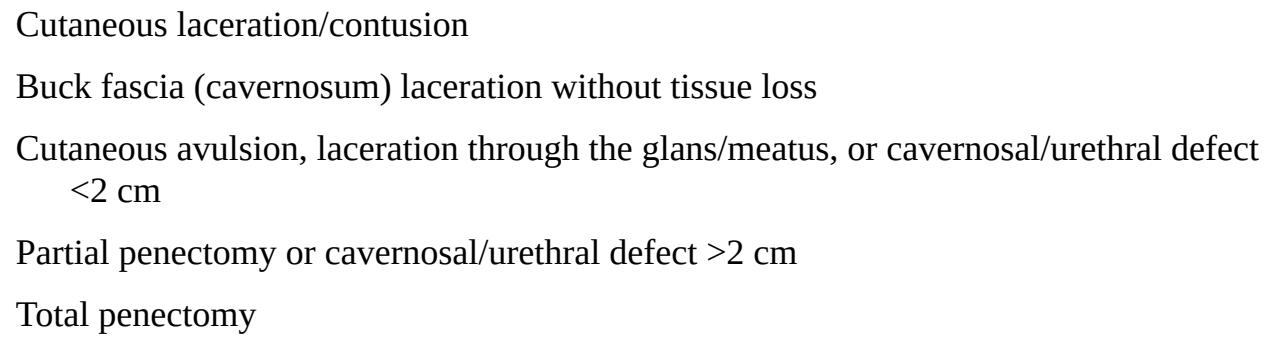 Cutaneous laceration/contusion
Buck fascia (cavernosum) laceration without tissue loss
Cutaneous avulsion, laceration through the glans/meatus, or cavernosal/urethral defect
<2 cm
Partial penectomy or cavernosal/urethral defect >2 cm
Total penectomy